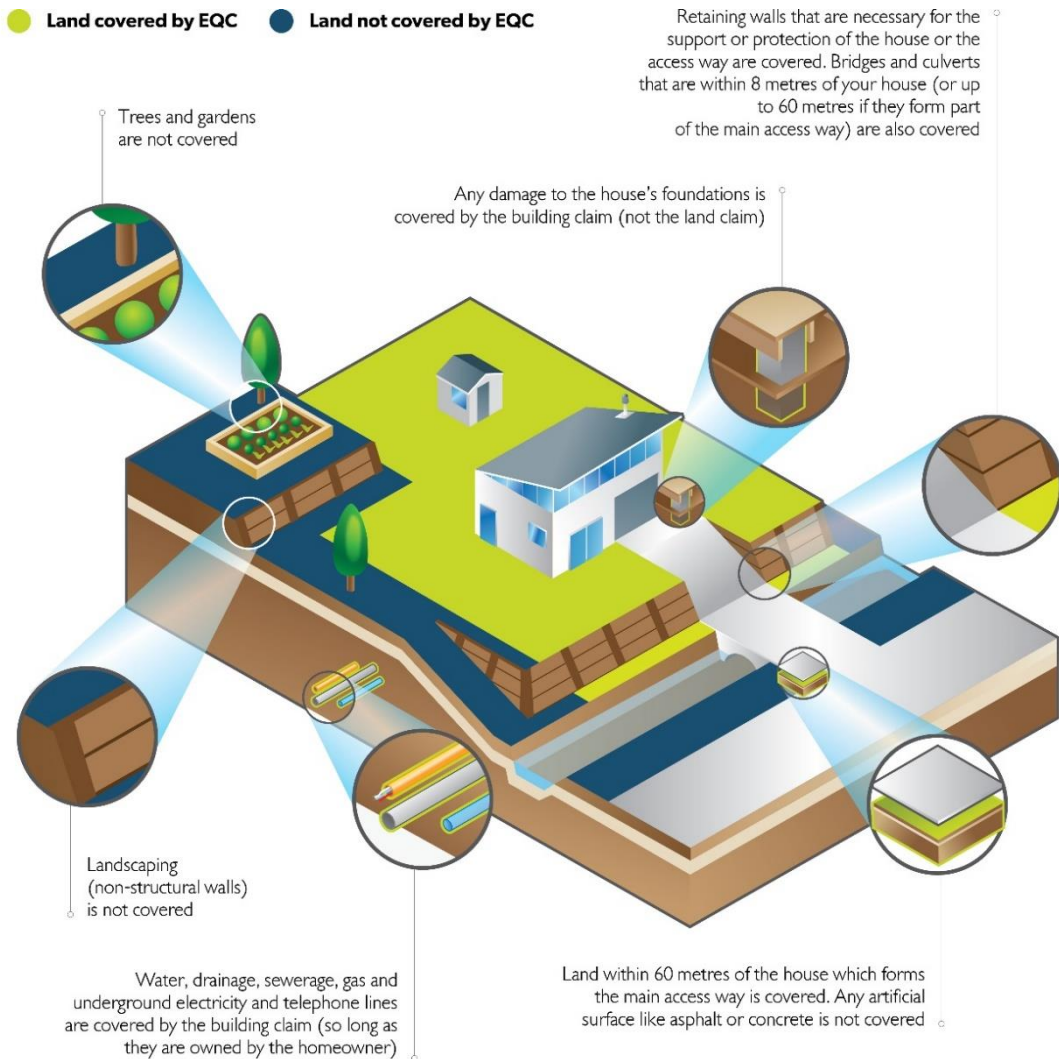 Land covered by EQC
Land not covered by EQC
Retaining walls that are necessary for the
support or protection of the house or the
access way are covered. Bridges and culverts
that are within 8 metres of your house (or up
to 60 metres if they form part
of the main access way) are also covered
Trees and gardens
are not covered
Any damage to the house's foundations is
covered by the building claim (not the land claim)
Landscaping
(non-structural walls)
is not covered
Water, drainage, sewerage, gas and
underground electricity and telephone lines
are covered by the building claim (so long as
they are owned by the homeowner)
Land within 60 metres of the house which forms
the main access way is covered. Any artificial
surface like asphalt or concrete is not covered